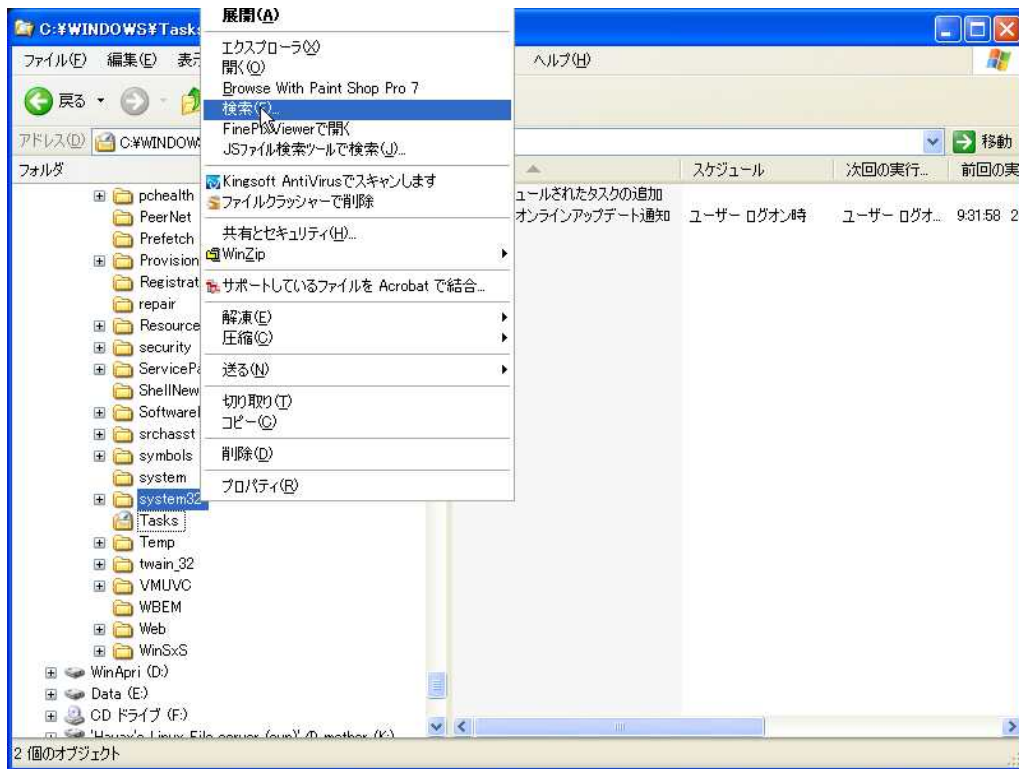 C:¥WINDOWS¥Tasks
ファイル(F) 編集(E) 表示 ヘルプ(H)
戻る
アドレス(D) C:¥WINDOW 移動
フォルダ
スケジュール 次回の実行... 前回の実
pchealth
PeerNet
Prefetch
Provision
Registrat
repair
Resource
security
ServicePa
ShellNew
Software
srchasst
symbols
system
system32
Tasks
Temp
twain_32
VMUVC
WBEM
Web
WinSxS
WinApri (D:)
Data (E:)
CD ドライブ (F:)
'Hauax's Linux File server (sun)' の mother (K:)
展開(A)
エクスプローラ(X)
開く(O)
Browse With Paint Shop Pro 7
検索(F)...
FinePixViewerで開く
JSファイル検索ツールで検索(J)...
Kingsoft AntiVirusでスキャンします
ファイルクラッシャーで削除
共有とセキュリティ(H)...
WinZip
サポートしているファイルを Acrobat で結合...
解凍(E)
圧縮(C)
送る(N)
切り取り(T)
コピー(C)
削除(D)
プロパティ(R)
ュールされたタスクの追加
オンラインアップデート通知 ユーザー ログオン時 ユーザー ログオ... 9:31:58 2
2 個のオブジェクト